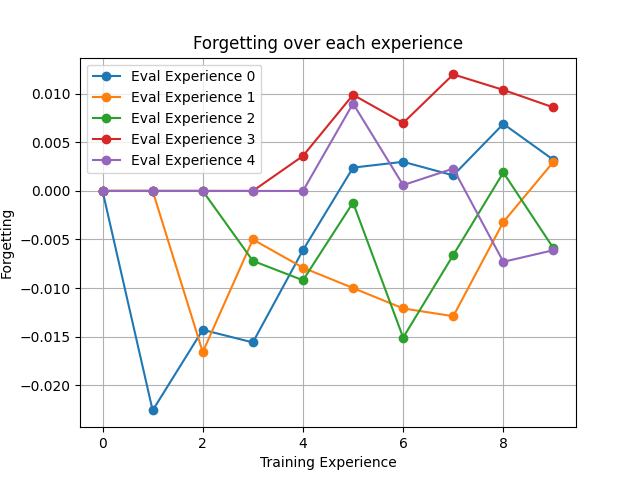 Forgetting over each experience
Eval Experience 0
Eval Experience 1
Eval Experience 2
Eval Experience 3
Eval Experience 4
0.010
0.005
0.000
−0.005
−0.010
−0.015
−0.020
Forgetting
0 2 4 6 8
Training Experience